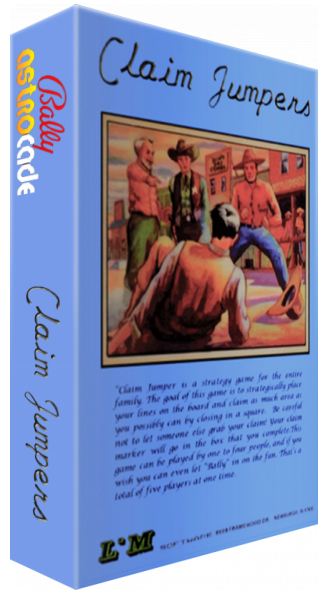 Claim Jumpers
Bally
astrocade
Claim Jumpers
"Claim Jumper is a strategy game for the entire
family. The goal of this game is to strategically place
your lines on the board and claim as much area as
you possibly can by closing in a square. Be careful
not to let someone else grab your claim! Your claim
marker will go in the box that you complete. This
game can be played by one to four people, and if you
wish you can even let "Bally" in on the fun. That's a
total of five players at one time.
L'M SOFTWARE